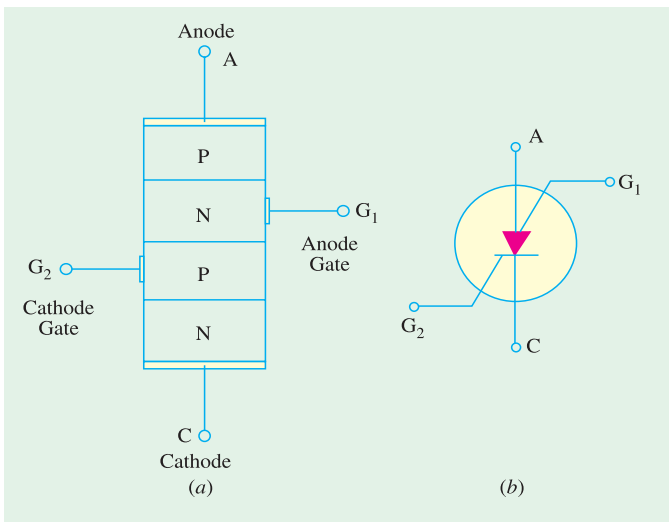 Anode
A
P
N
G1
Anode
Gate
P
G2
Cathode
Gate
N
C
Cathode
(a)
A
G1
G2
C
(b)